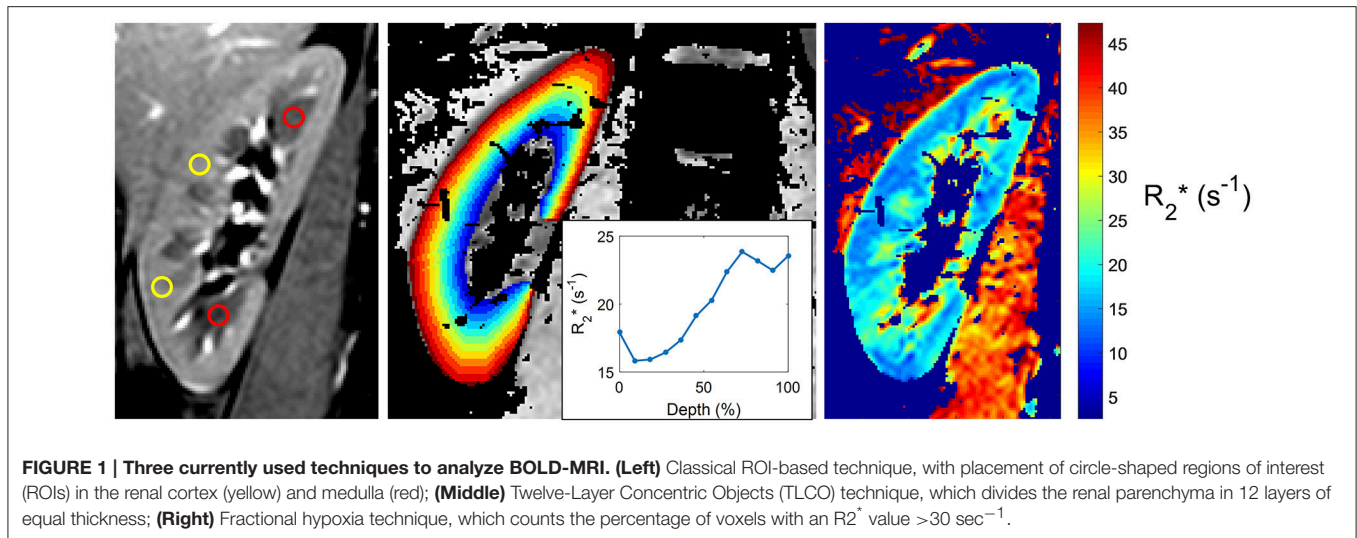 45
40
35
30
25
20
15
10
5
R2* (s-1)
25
20
15
R2* (s-1)
0 50 100
Depth (%)
FIGURE 1 | Three currently used techniques to analyze BOLD-MRI. (Left) Classical ROI-based technique, with placement of circle-shaped regions of interest
(ROIs) in the renal cortex (yellow) and medulla (red); (Middle) Twelve-Layer Concentric Objects (TLCO) technique, which divides the renal parenchyma in 12 layers of
equal thickness; (Right) Fractional hypoxia technique, which counts the percentage of voxels with an R2* value >30 sec−1.